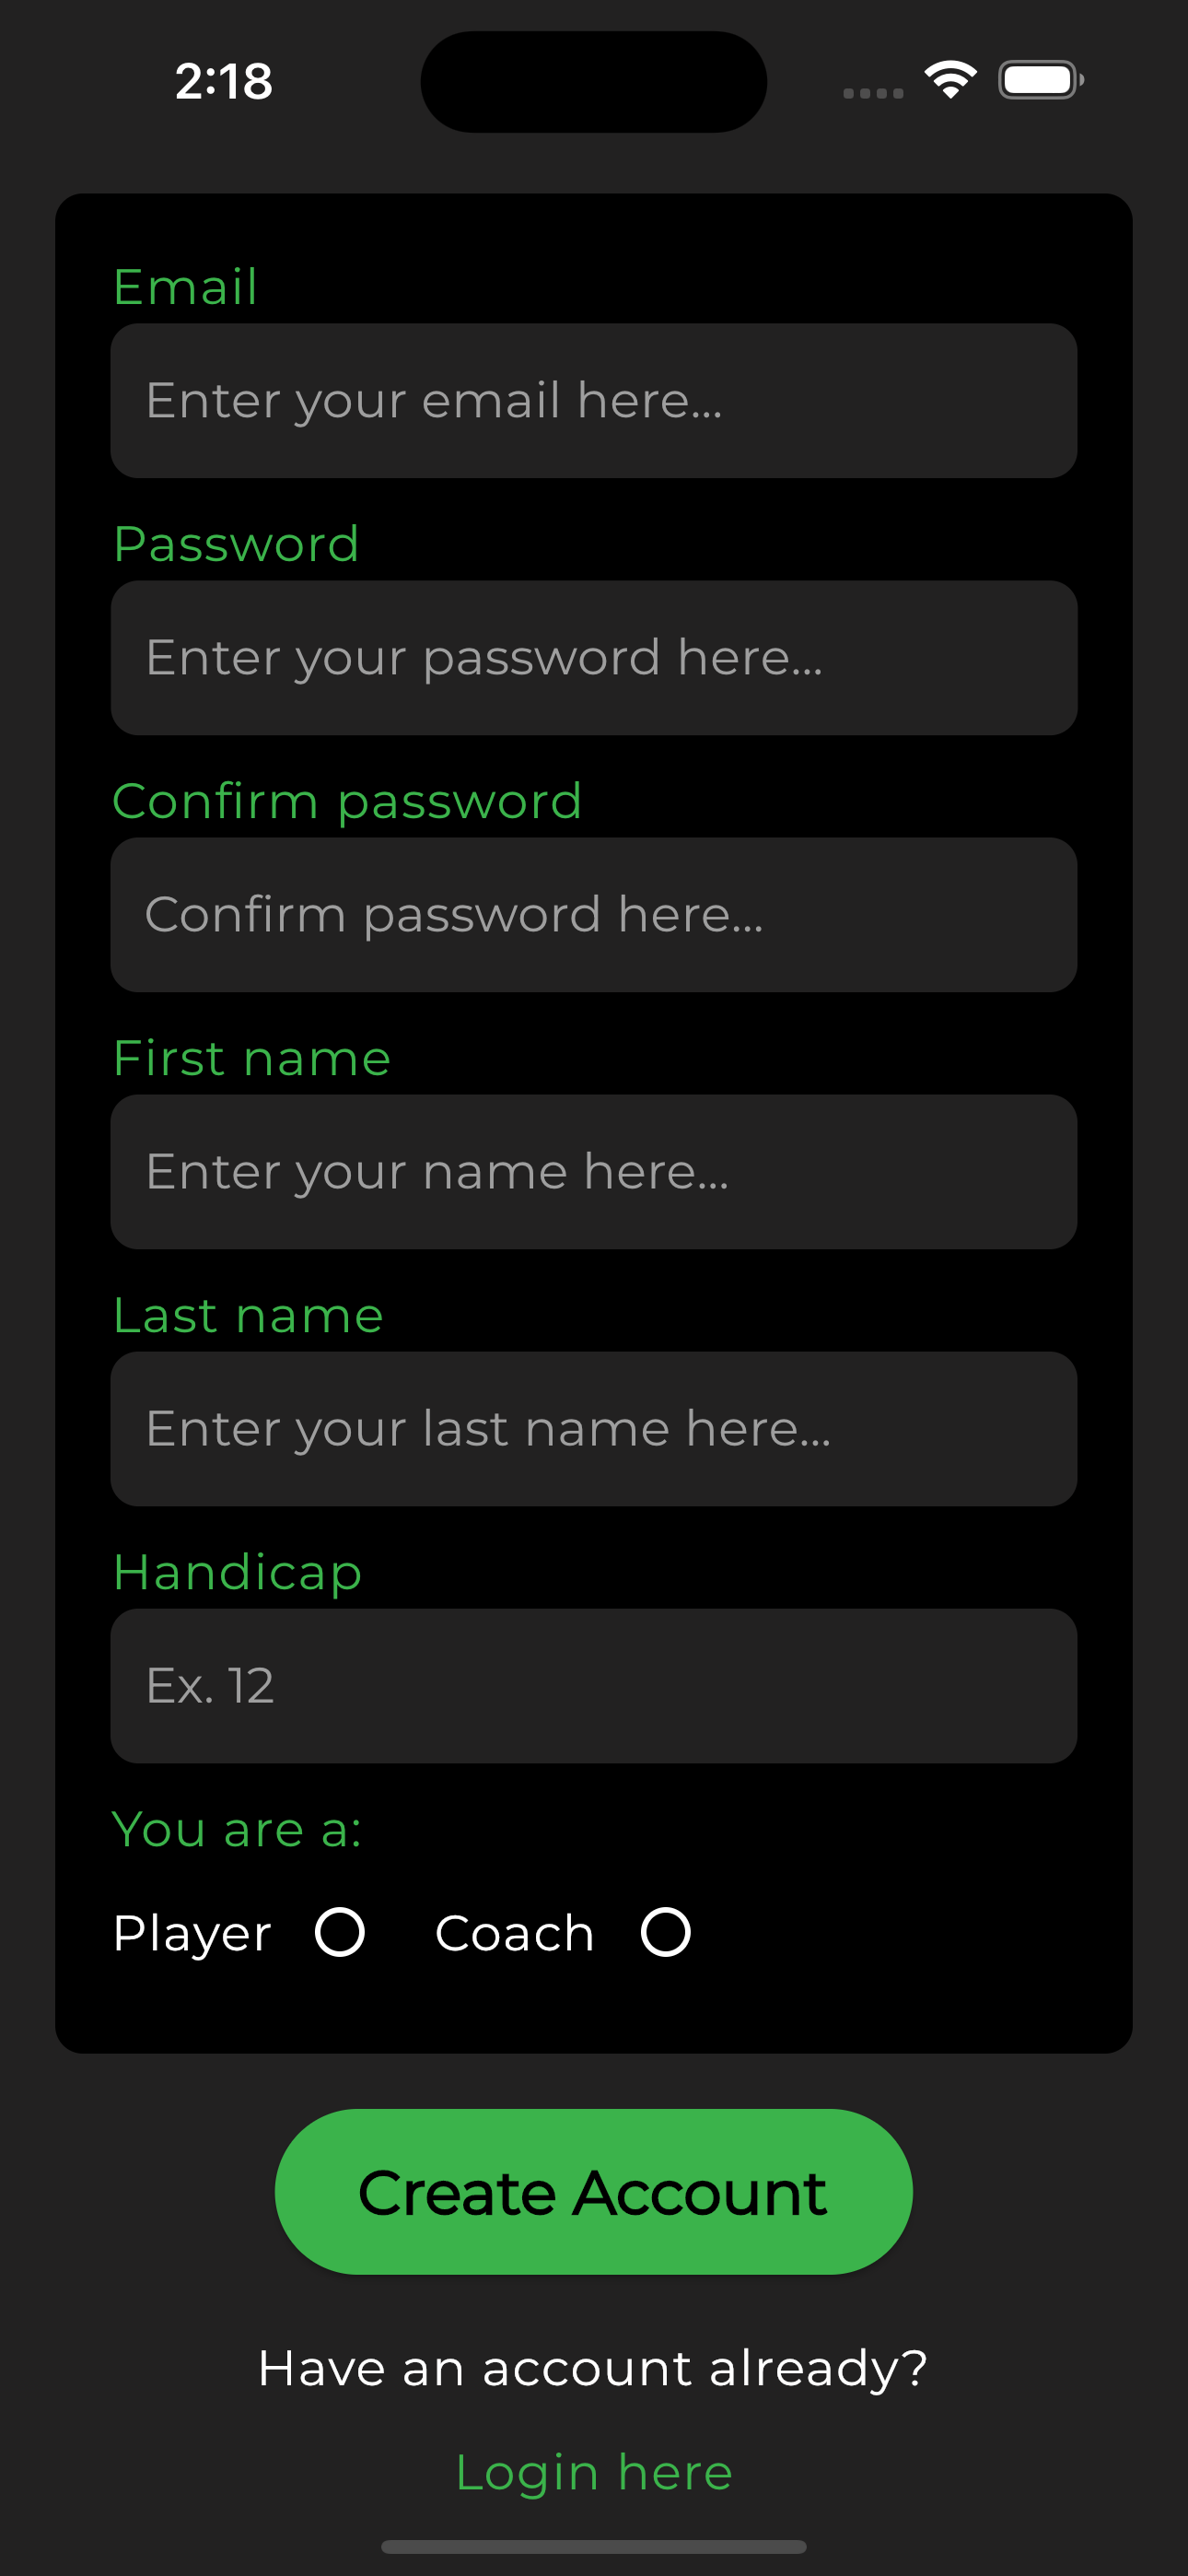 2:18
Email
Enter your email here...
Password
Enter your password here...
Confirm password
Confirm password here...
First name
Enter your name here...
Last name
Enter your last name here...
Handicap
Ex. 12
You are a:
Player Coach
Create Account
Have an account already?
Login here